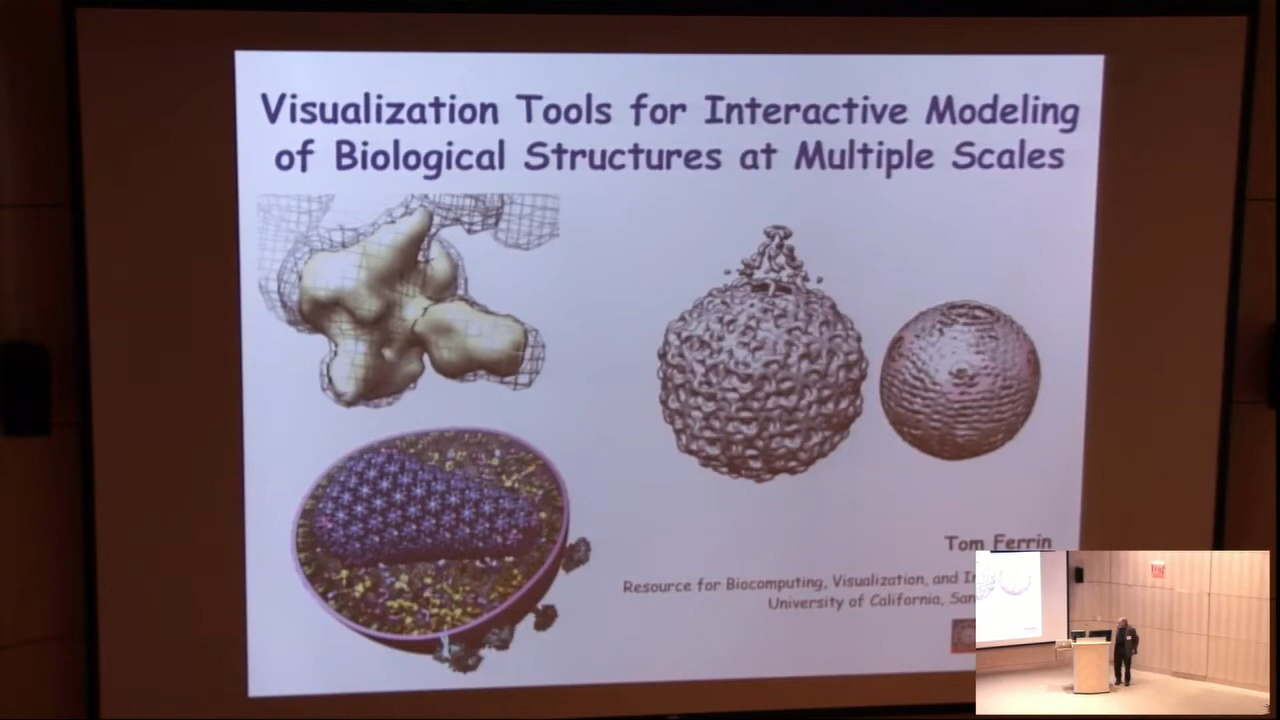 Visualization Tools for Interactive Modeling
of Biological Structures at Multiple Scales
Tom Ferrin
Resource for Biocomputing, Visualization, and
University of California,